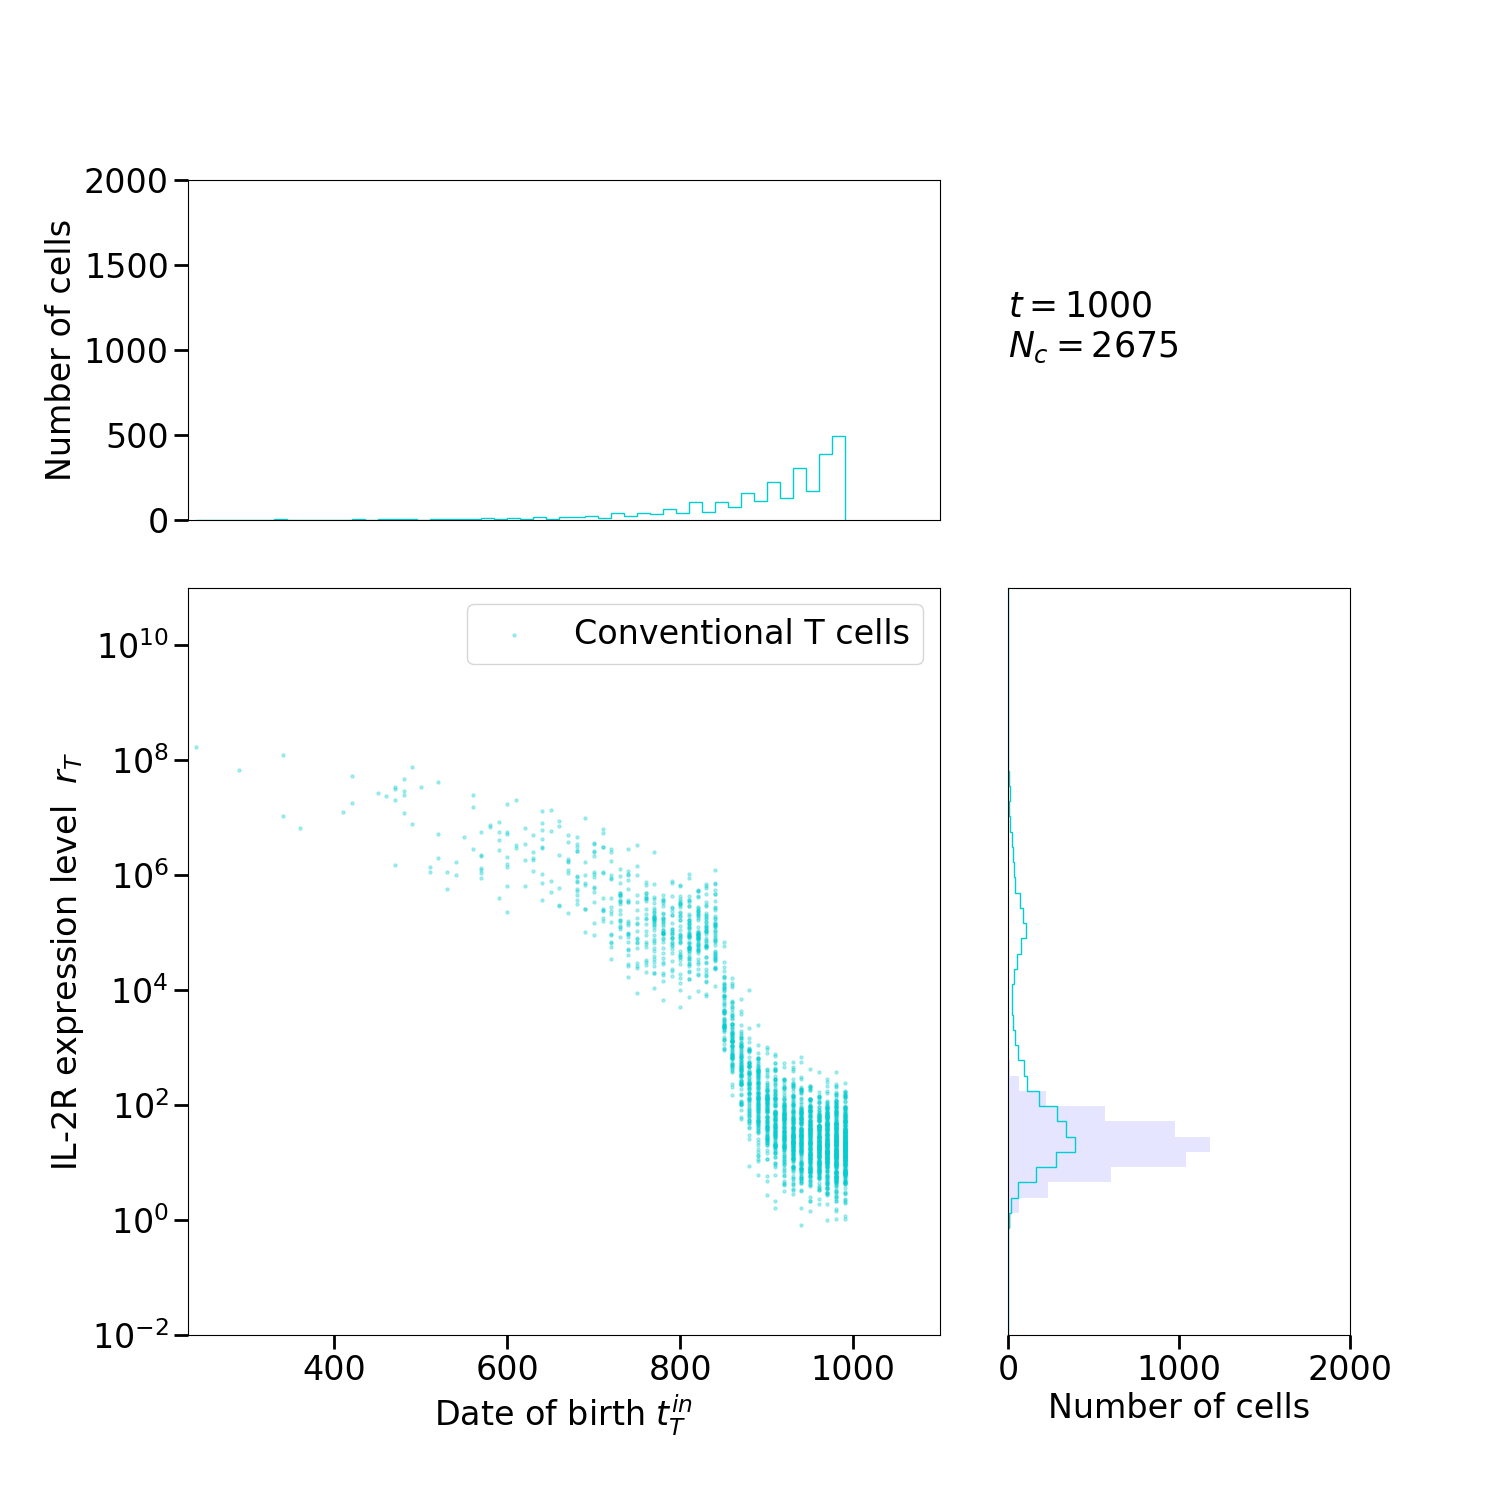 2000
1500
1000
500
0
Number of cells
t = 1000
N_c = 2675
Conventional T cells
10^10
10^8
10^6
10^4
10^2
10^0
10^−2
IL-2R expression level r_T
400 600 800 1000
Date of birth t_T^in
0 1000 2000
Number of cells